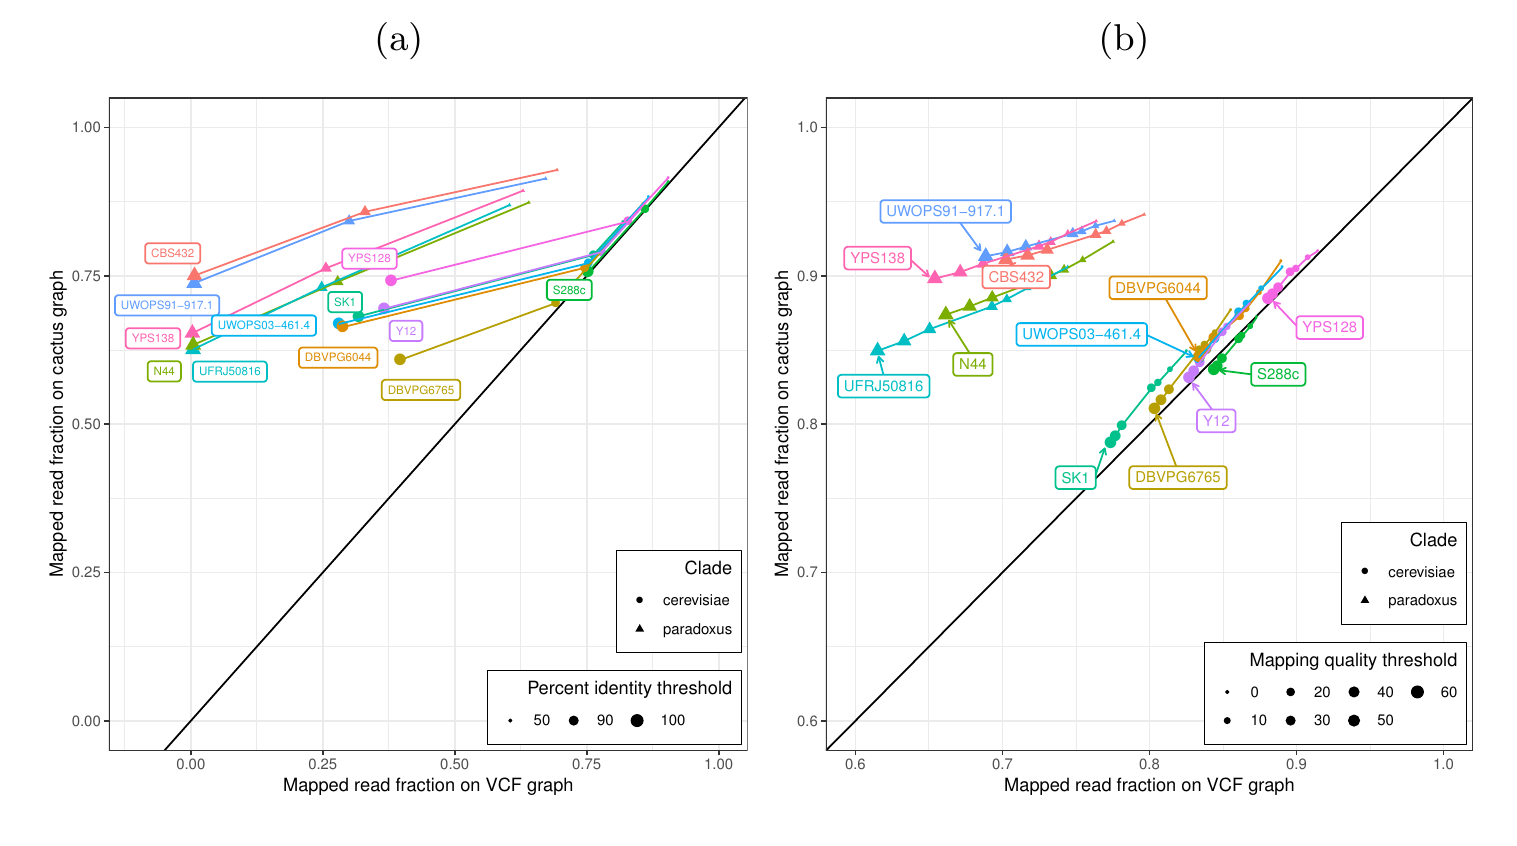 (a)
Mapped read fraction on cactus graph
1.00
0.75
0.50
0.25
0.00
CBS432
UWOPS91−917.1
YPS138
N44
UFRJ50816
UWOPS03−461.4
SK1
YPS128
Y12
DBVPG6044
DBVPG6765
S288c
Clade
cerevisiae
paradoxus
Percent identity threshold
50 90 100
0.00 0.25 0.50 0.75 1.00
Mapped read fraction on VCF graph
(b)
Mapped read fraction on cactus graph
1.0
0.9
0.8
0.7
0.6
UWOPS91−917.1
YPS138
CBS432
DBVPG6044
UWOPS03−461.4
YPS128
N44
UFRJ50816
S288c
Y12
SK1
DBVPG6765
Clade
cerevisiae
paradoxus
Mapping quality threshold
0 20 40 60
10 30 50
0.6 0.7 0.8 0.9 1.0
Mapped read fraction on VCF graph